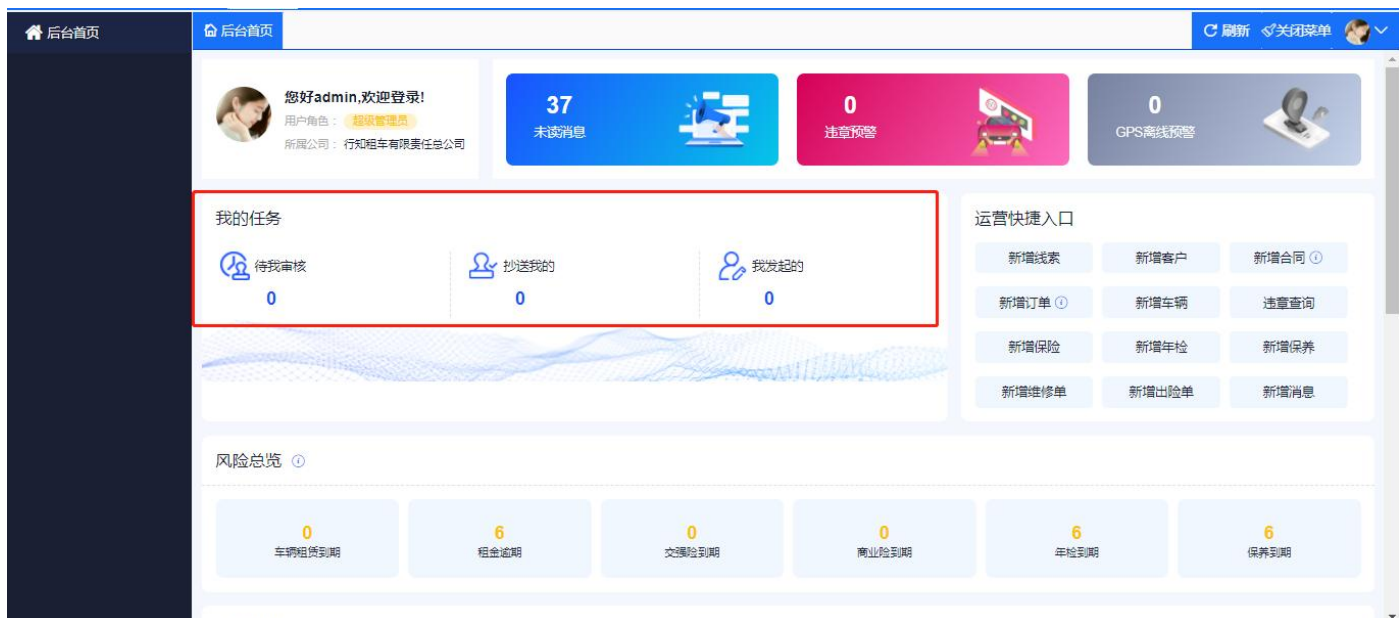 后台首页
后台首页
刷新 关闭菜单
您好admin,欢迎登录!
用户角色： 超级管理员
所属公司： 行知租车有限责任总公司
37
未读消息
0
违章预警
0
GPS离线预警
我的任务
待我审核
0
抄送我的
0
我发起的
0
运营快捷入口
新增线索 新增客户 新增合同
新增订单 新增车辆 违章查询
新增保险 新增年检 新增保养
新增维修单 新增出险单 新增消息
风险总览
0
车辆租赁到期
6
租金逾期
0
交强险到期
0
商业险到期
6
年检到期
6
保养到期